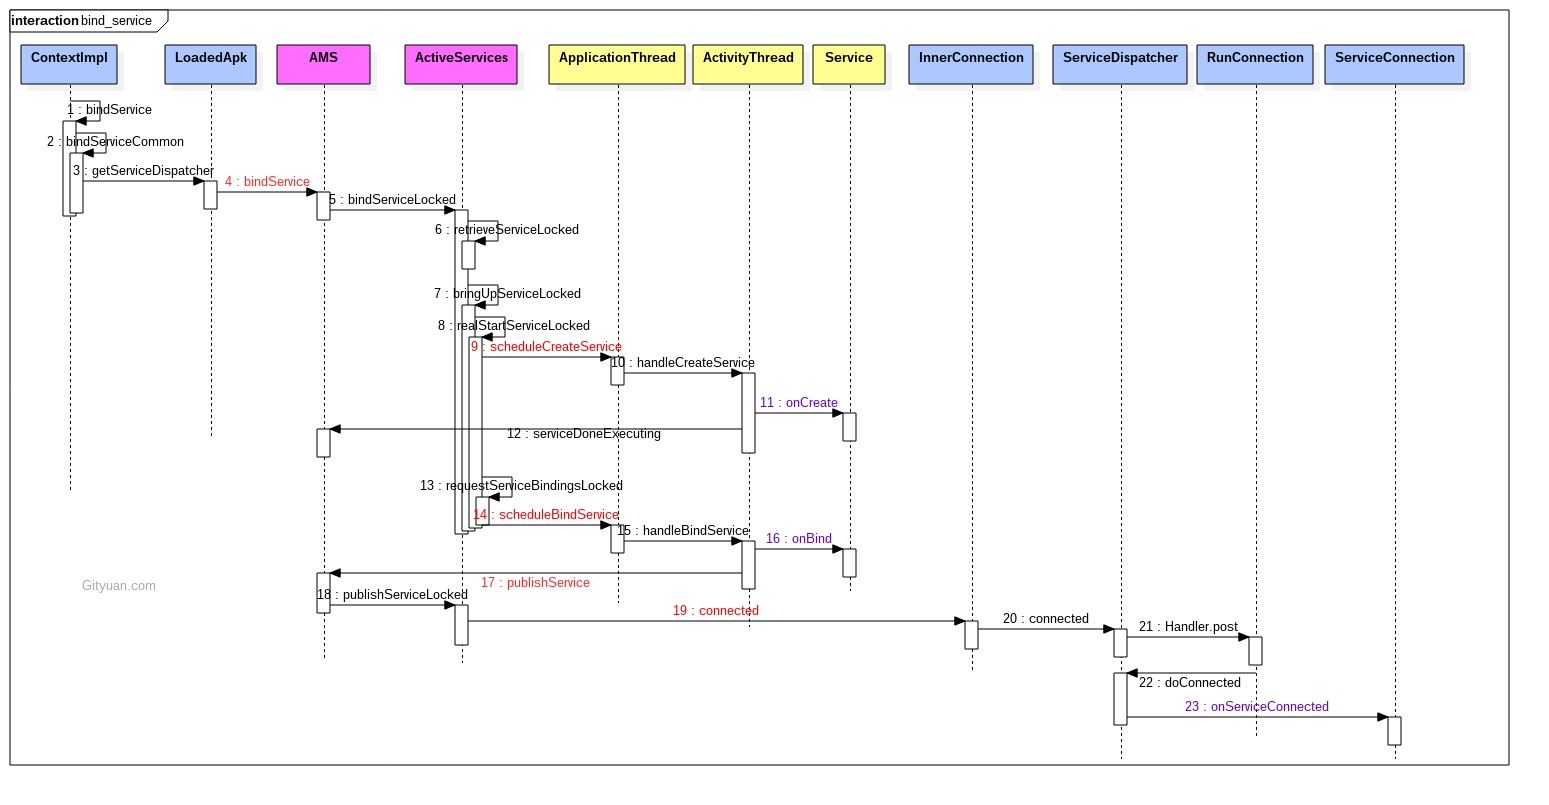 interaction bind_service
ContextImpl LoadedApk AMS ActiveServices ApplicationThread ActivityThread Service InnerConnection ServiceDispatcher RunConnection ServiceConnection
1 : bindService
2 : bindServiceCommon
3 : getServiceDispatcher
4 : bindService
5 : bindServiceLocked
6 : retrieveServiceLocked
7 : bringUpServiceLocked
8 : realStartServiceLocked
9 : scheduleCreateService
10 : handleCreateService
11 : onCreate
12 : serviceDoneExecuting
13 : requestServiceBindingsLocked
14 : scheduleBindService
15 : handleBindService
16 : onBind
17 : publishService
Gityuan.com
18 : publishServiceLocked
19 : connected
20 : connected
21 : Handler.post
22 : doConnected
23 : onServiceConnected